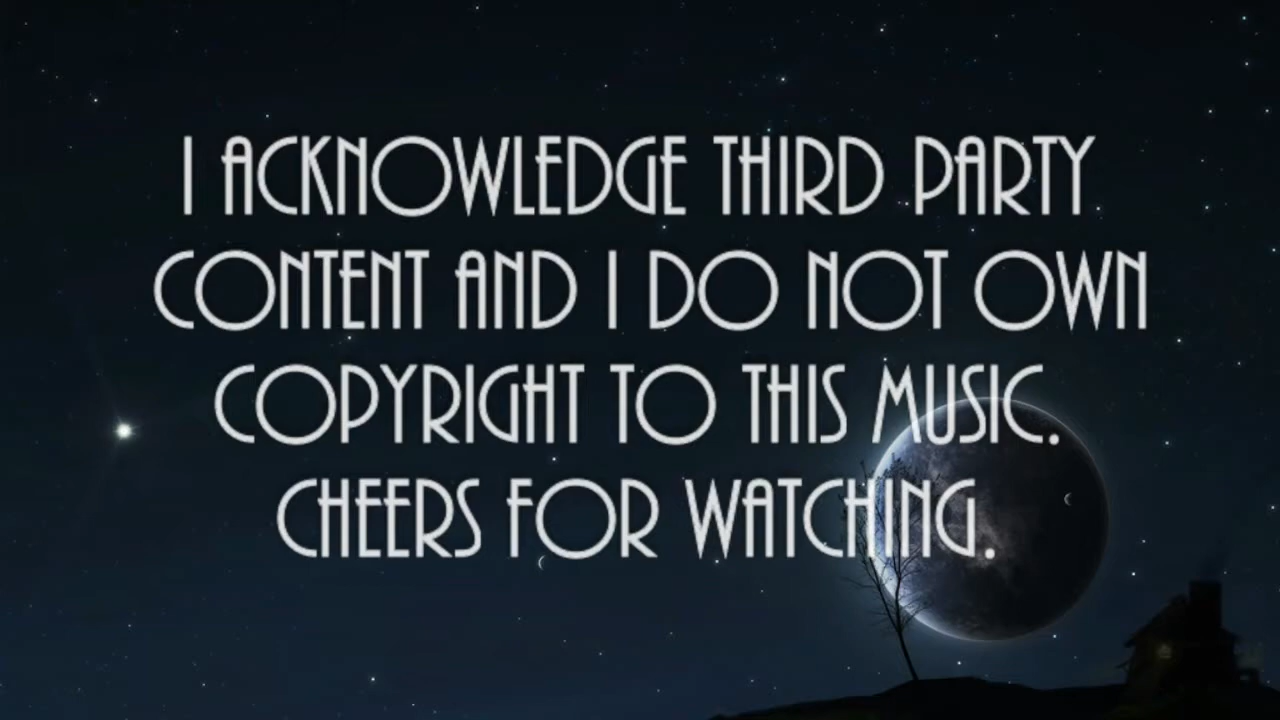 I ACKNOWLEDGE THIRD PARTY
CONTENT AND I DO NOT OWN
COPYRIGHT TO THIS MUSIC.
CHEERS FOR WATCHING.